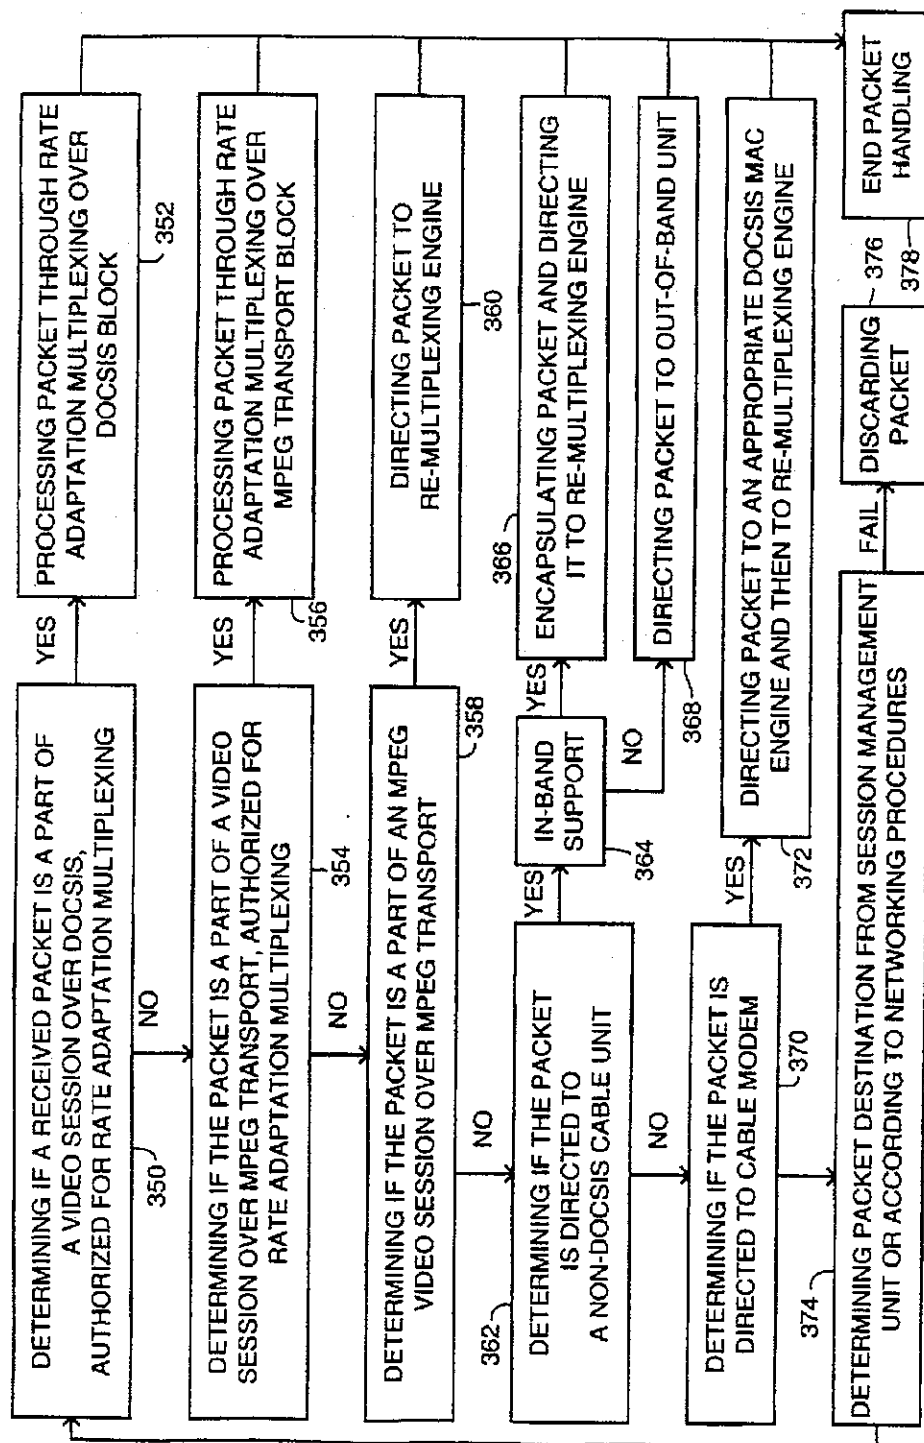 DETERMINING IF A RECEIVED PACKET IS A PART OF
A VIDEO SESSION OVER DOCSIS,
AUTHORIZED FOR RATE ADAPTATION MULTIPLEXING
350
YES
PROCESSING PACKET THROUGH RATE
ADAPTATION MULTIPLEXING OVER
DOCSIS BLOCK
352
NO
DETERMINING IF THE PACKET IS A PART OF A VIDEO
SESSION OVER MPEG TRANSPORT, AUTHORIZED FOR
RATE ADAPTATION MULTIPLEXING
354
YES
PROCESSING PACKET THROUGH RATE
ADAPTATION MULTIPLEXING OVER
MPEG TRANSPORT BLOCK
356
NO
DETERMINING IF THE PACKET IS A PART OF AN MPEG
VIDEO SESSION OVER MPEG TRANSPORT
358
YES
DIRECTING PACKET TO
RE-MULTIPLEXING ENGINE
360
NO
362
DETERMINING IF THE PACKET
IS DIRECTED TO
A NON-DOCSIS CABLE UNIT
YES
IN-BAND
SUPPORT
364
YES
366
ENCAPSULATING PACKET AND DIRECTING
IT TO RE-MULTIPLEXING ENGINE
NO
DIRECTING PACKET TO OUT-OF-BAND UNIT
368
NO
DETERMINING IF THE PACKET IS
DIRECTED TO CABLE MODEM
370
YES
DIRECTING PACKET TO AN APPROPRIATE DOCSIS MAC
ENGINE AND THEN TO RE-MULTIPLEXING ENGINE
372
374
DETERMINING PACKET DESTINATION FROM SESSION MANAGEMENT
UNIT OR ACCORDING TO NETWORKING PROCEDURES
FAIL
DISCARDING
PACKET
376
END PACKET
HANDLING
378